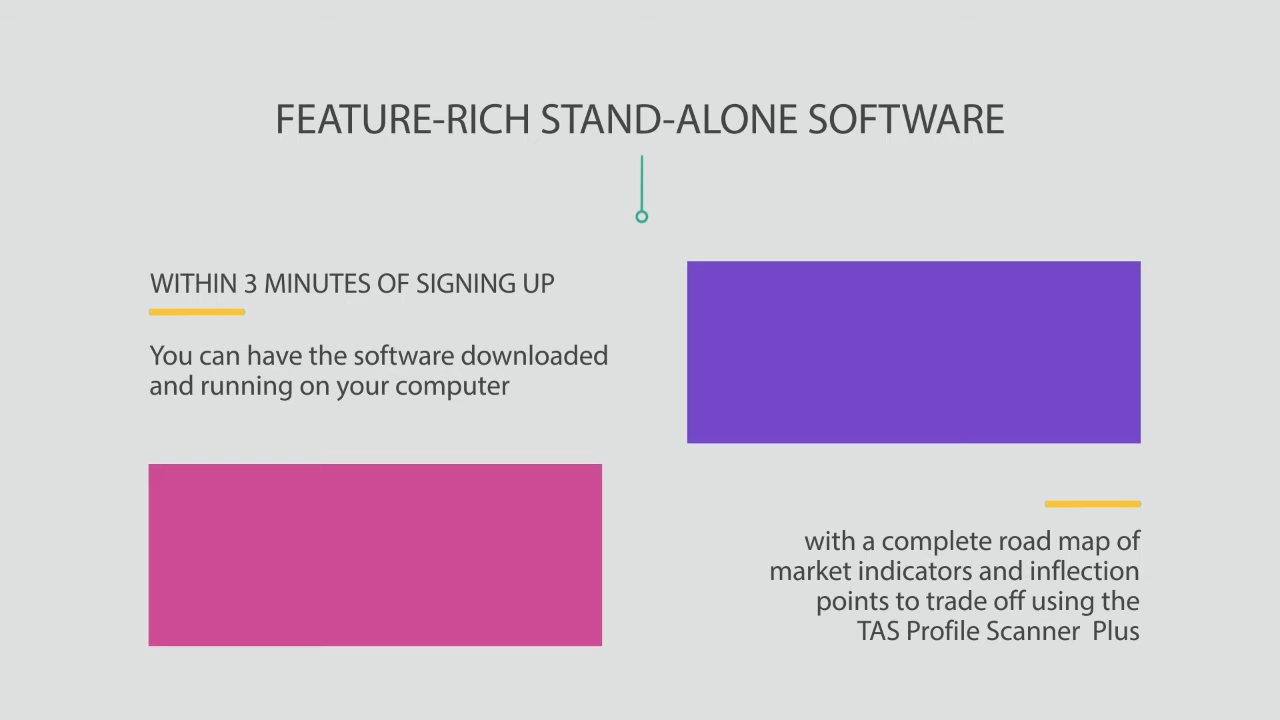 FEATURE-RICH STAND-ALONE SOFTWARE
WITHIN 3 MINUTES OF SIGNING UP
You can have the software downloaded
and running on your computer
with a complete road map of
market indicators and inflection
points to trade off using the
TAS Profile Scanner  Plus